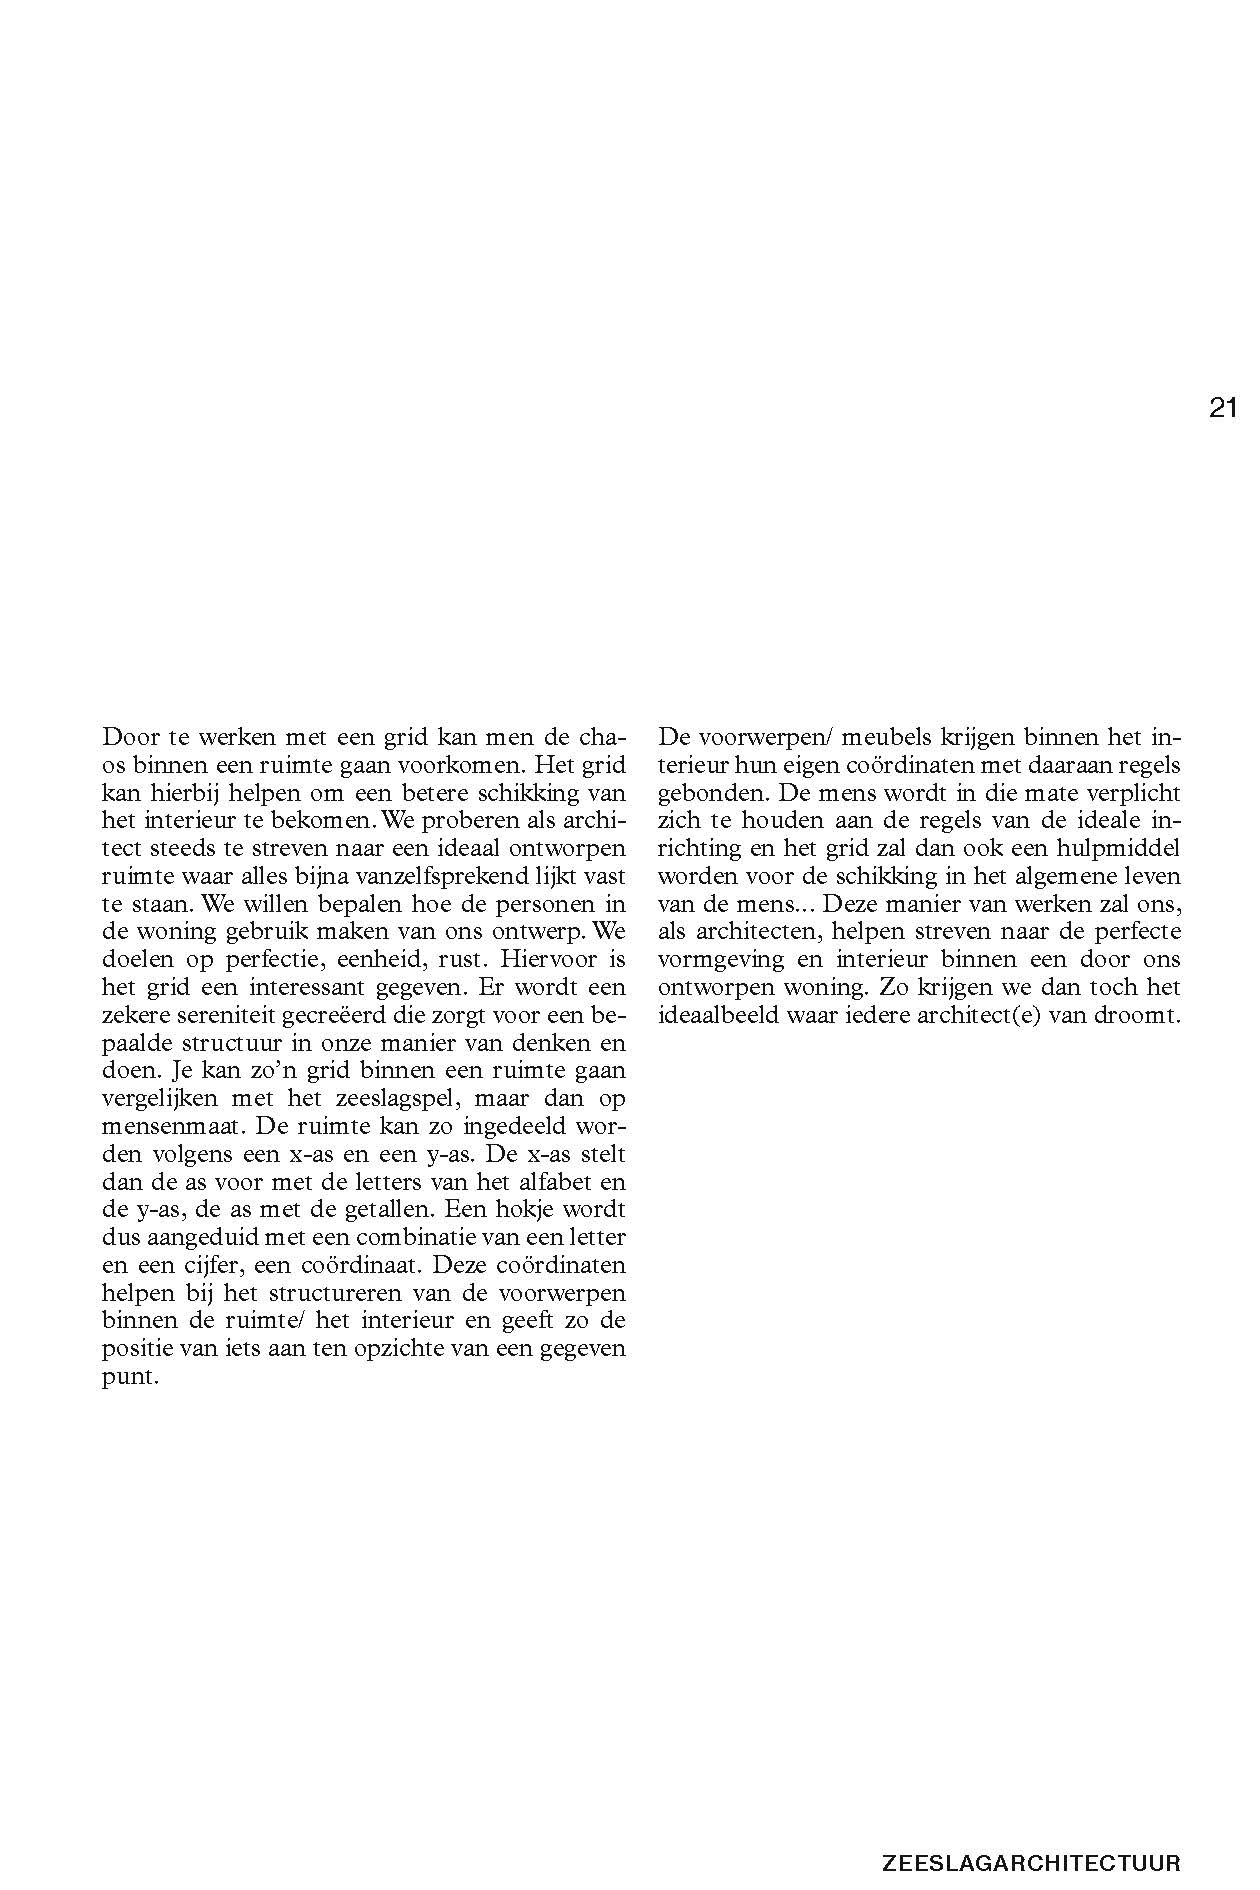 21
Door te werken met een grid kan men de cha-
os binnen een ruimte gaan voorkomen. Het grid
kan hierbij helpen om een betere schikking van
het interieur te bekomen. We proberen als archi-
tect steeds te streven naar een ideaal ontworpen
ruimte waar alles bijna vanzelfsprekend lijkt vast
te staan. We willen bepalen hoe de personen in
de woning gebruik maken van ons ontwerp. We
doelen op perfectie, eenheid, rust. Hiervoor is
het grid een interessant gegeven. Er wordt een
zekere sereniteit gecreëerd die zorgt voor een be-
paalde structuur in onze manier van denken en
doen. Je kan zo’n grid binnen een ruimte gaan
vergelijken met het zeeslagspel, maar dan op
mensenmaat. De ruimte kan zo ingedeeld wor-
den volgens een x-as en een y-as. De x-as stelt
dan de as voor met de letters van het alfabet en
de y-as, de as met de getallen. Een hokje wordt
dus aangeduid met een combinatie van een letter
en een cijfer, een coördinaat. Deze coördinaten
helpen bij het structureren van de voorwerpen
binnen de ruimte/ het interieur en geeft zo de
positie van iets aan ten opzichte van een gegeven
punt.
De voorwerpen/ meubels krijgen binnen het in-
terieur hun eigen coördinaten met daaraan regels
gebonden. De mens wordt in die mate verplicht
zich te houden aan de regels van de ideale in-
richting en het grid zal dan ook een hulpmiddel
worden voor de schikking in het algemene leven
van de mens... Deze manier van werken zal ons,
als architecten, helpen streven naar de perfecte
vormgeving en interieur binnen een door ons
ontworpen woning. Zo krijgen we dan toch het
ideaalbeeld waar iedere architect(e) van droomt.
ZEESLAGARCHITECTUUR